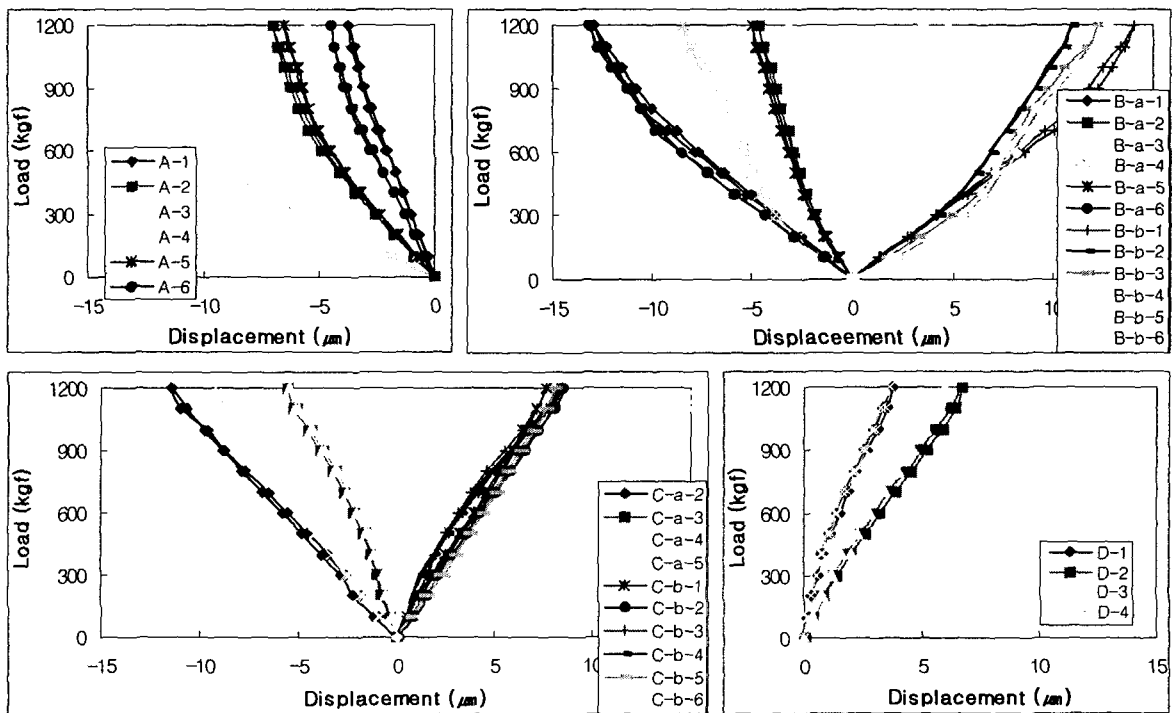 1200
900
600
300
0
Load (kgf)
A-1
A-2
A-3
A-4
A-5
A-6
-15 -10 -5 0
Displacement (㎛)
1200
900
600
300
0
Load (kgf)
B-a-1
B-a-2
B-a-3
B-a-4
B-a-5
B-a-6
B-b-1
B-b-2
B-b-3
B-b-4
B-b-5
B-b-6
-15 -10 -5 0 5 10
Displaceement (㎛)
1200
900
600
300
0
Load (kgf)
C-a-2
C-a-3
C-a-4
C-a-5
C-b-1
C-b-2
C-b-3
C-b-4
C-b-5
C-b-6
-15 -10 -5 0 5 10
Displacement (㎛)
1200
900
600
300
0
Load (kgf)
D-1
D-2
D-3
D-4
0 5 10 15
Displacement (㎛)